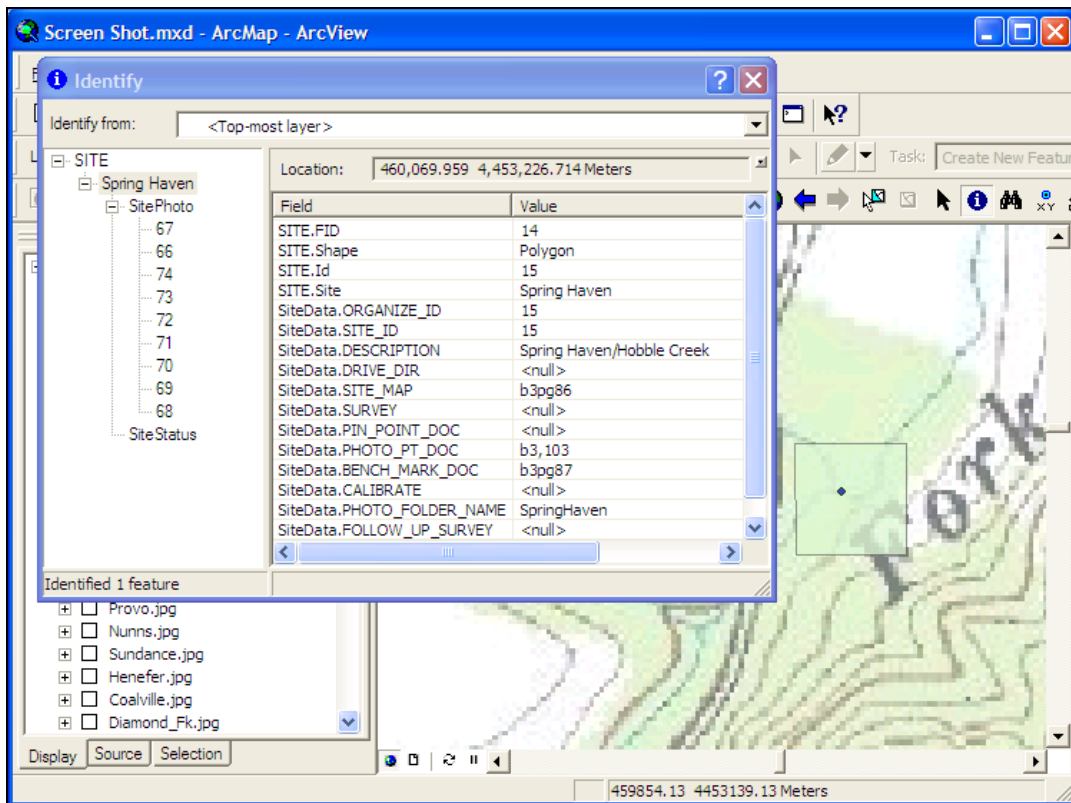 Screen Shot.mxd - ArcMap - ArcView
Identify
Identify from: <Top-most layer>
Task: Create New Featur
SITE
Spring Haven
SitePhoto
67
66
74
73
72
71
70
69
68
SiteStatus
Location: 460,069.959 4,453,226.714 Meters
Field Value
SITE.FID 14
SITE.Shape Polygon
SITE.Id 15
SITE.Site Spring Haven
SiteData.ORGANIZE_ID 15
SiteData.SITE_ID 15
SiteData.DESCRIPTION Spring Haven/Hobble Creek
SiteData.DRIVE_DIR <null>
SiteData.SITE_MAP b3pg86
SiteData.SURVEY <null>
SiteData.PIN_POINT_DOC <null>
SiteData.PHOTO_PT_DOC b3,103
SiteData.BENCH_MARK_DOC b3pg87
SiteData.CALIBRATE <null>
SiteData.PHOTO_FOLDER_NAME SpringHaven
SiteData.FOLLOW_UP_SURVEY <null>
Identified 1 feature
Fork
Provo.jpg
Nunns.jpg
Sundance.jpg
Henefer.jpg
Coalville.jpg
Diamond_Fk.jpg
Display Source Selection
459854.13 4453139.13 Meters